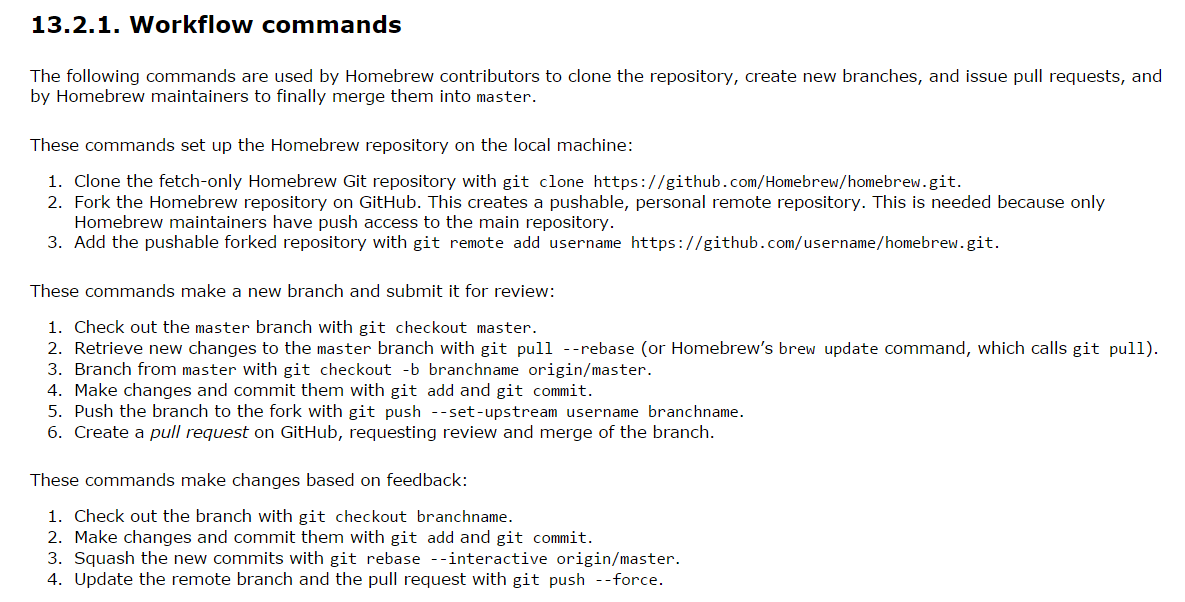 13.2.1. Workflow commands
The following commands are used by Homebrew contributors to clone the repository, create new branches, and issue pull requests, and
by Homebrew maintainers to finally merge them into master.
These commands set up the Homebrew repository on the local machine:
1. Clone the fetch-only Homebrew Git repository with git clone https://github.com/Homebrew/homebrew.git.
2. Fork the Homebrew repository on GitHub. This creates a pushable, personal remote repository. This is needed because only
Homebrew maintainers have push access to the main repository.
3. Add the pushable forked repository with git remote add username https://github.com/username/homebrew.git.
These commands make a new branch and submit it for review:
1. Check out the master branch with git checkout master.
2. Retrieve new changes to the master branch with git pull --rebase (or Homebrew’s brew update command, which calls git pull).
3. Branch from master with git checkout -b branchname origin/master.
4. Make changes and commit them with git add and git commit.
5. Push the branch to the fork with git push --set-upstream username branchname.
6. Create a pull request on GitHub, requesting review and merge of the branch.
These commands make changes based on feedback:
1. Check out the branch with git checkout branchname.
2. Make changes and commit them with git add and git commit.
3. Squash the new commits with git rebase --interactive origin/master.
4. Update the remote branch and the pull request with git push --force.